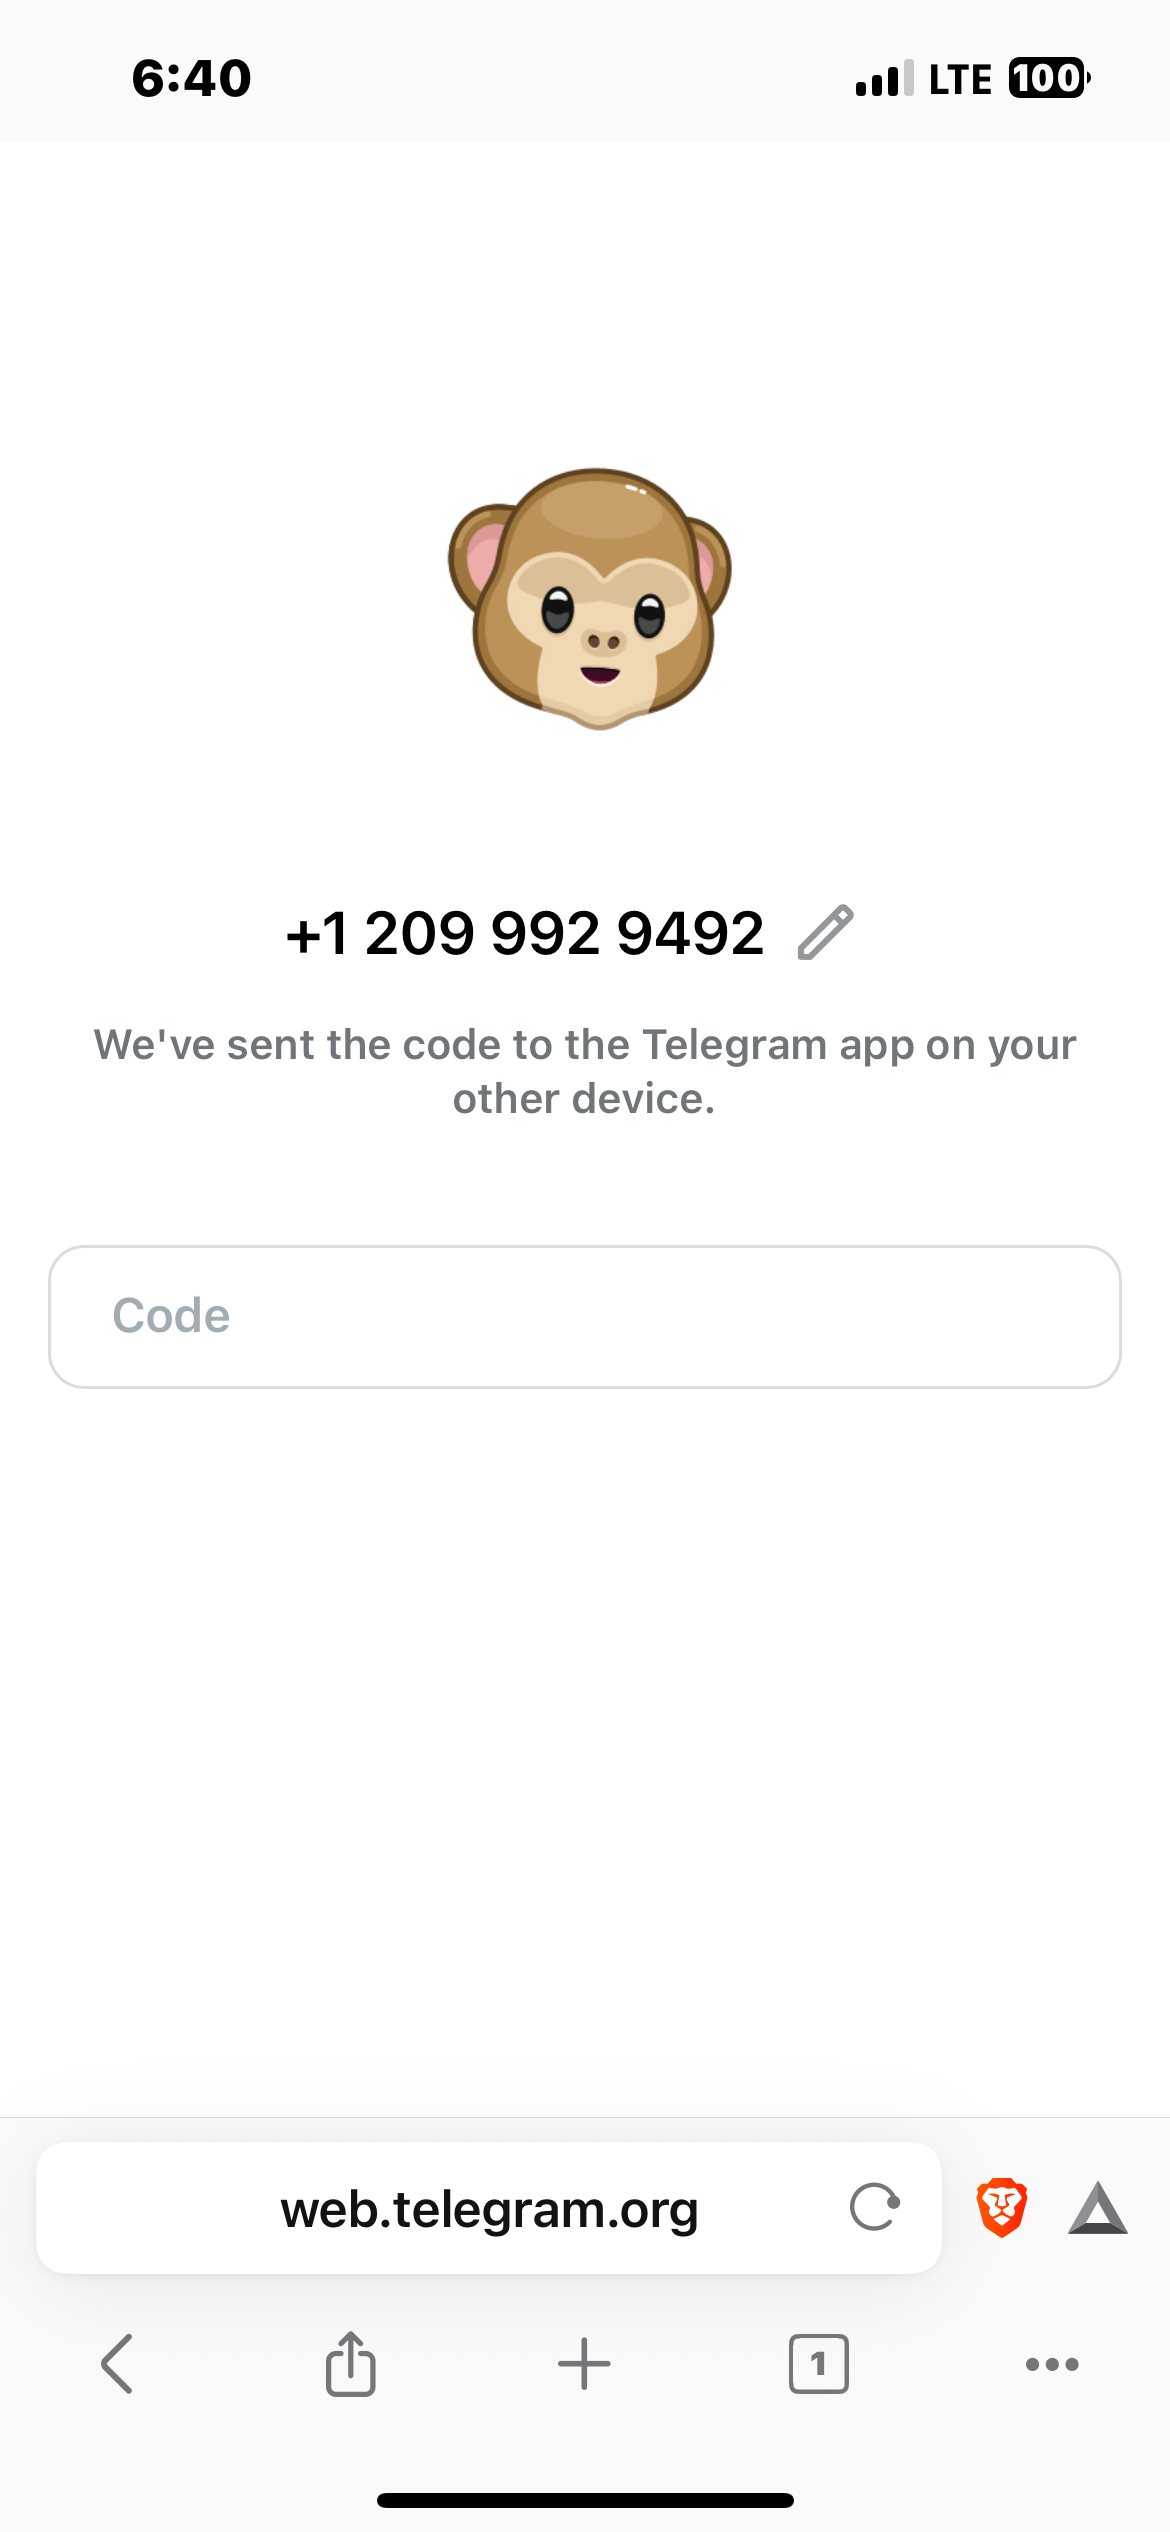 6:40
LTE 100
+1 209 992 9492
We've sent the code to the Telegram app on your
other device.
Code
web.telegram.org
1